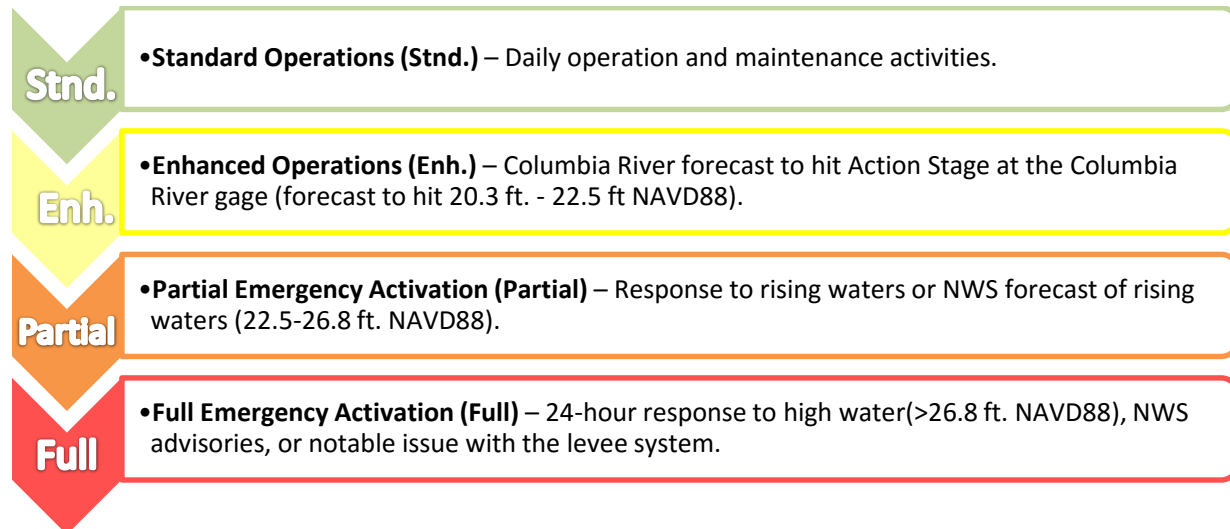 Stnd.
•Standard Operations (Stnd.) – Daily operation and maintenance activities.
Enh.
•Enhanced Operations (Enh.) – Columbia River forecast to hit Action Stage at the Columbia
River gage (forecast to hit 20.3 ft. - 22.5 ft NAVD88).
Partial
•Partial Emergency Activation (Partial) – Response to rising waters or NWS forecast of rising
waters (22.5-26.8 ft. NAVD88).
Full
•Full Emergency Activation (Full) – 24-hour response to high water(>26.8 ft. NAVD88), NWS
advisories, or notable issue with the levee system.